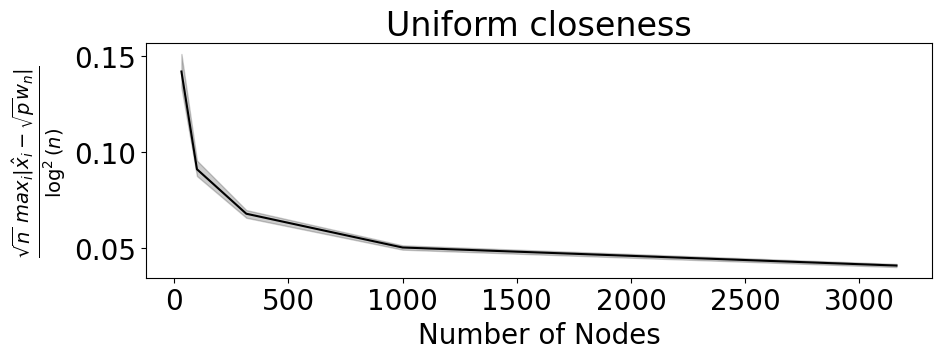 Uniform closeness
√n max_i|x̂_i − √p w_n|
log² (n)
0.15
0.10
0.05
0 500 1000 1500 2000 2500 3000
Number of Nodes